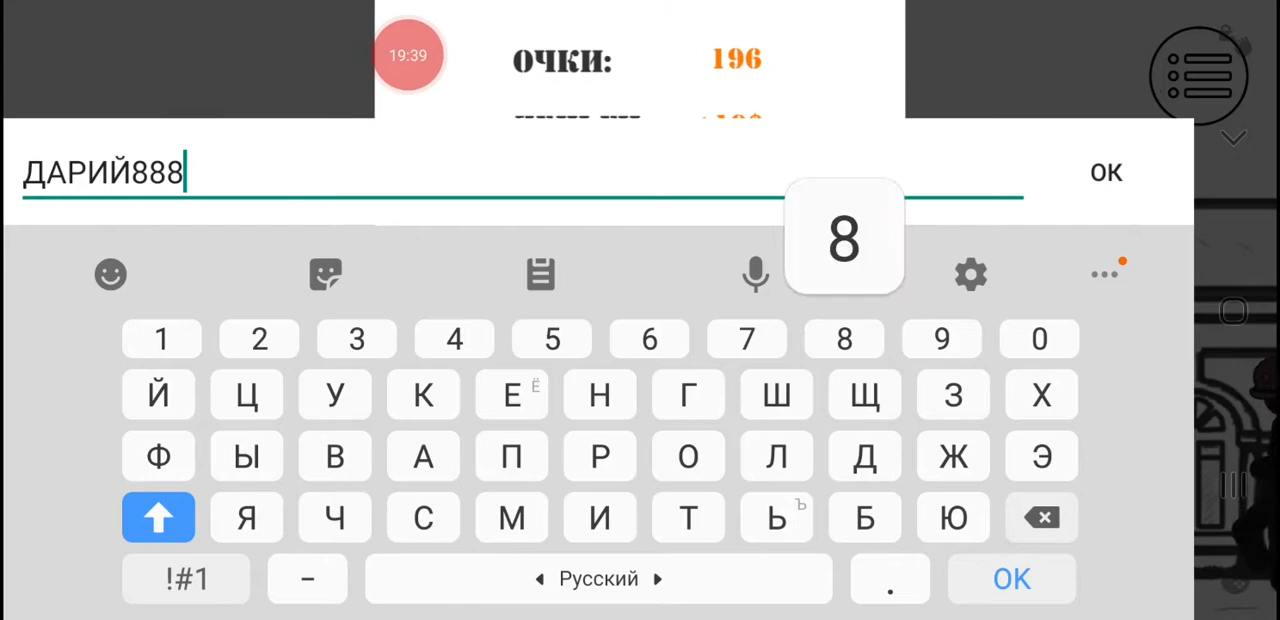 19:39
ОЧКИ: 196
ДАРИЙ888 ОК
8
1 2 3 4 5 6 7 8 9 0
Й Ц У К Е Ё Н Г Ш Щ З Х
Ф Ы В А П Р О Л Д Ж Э
Я Ч С М И Т Ь Ъ Б Ю
!#1 - Русский . OK